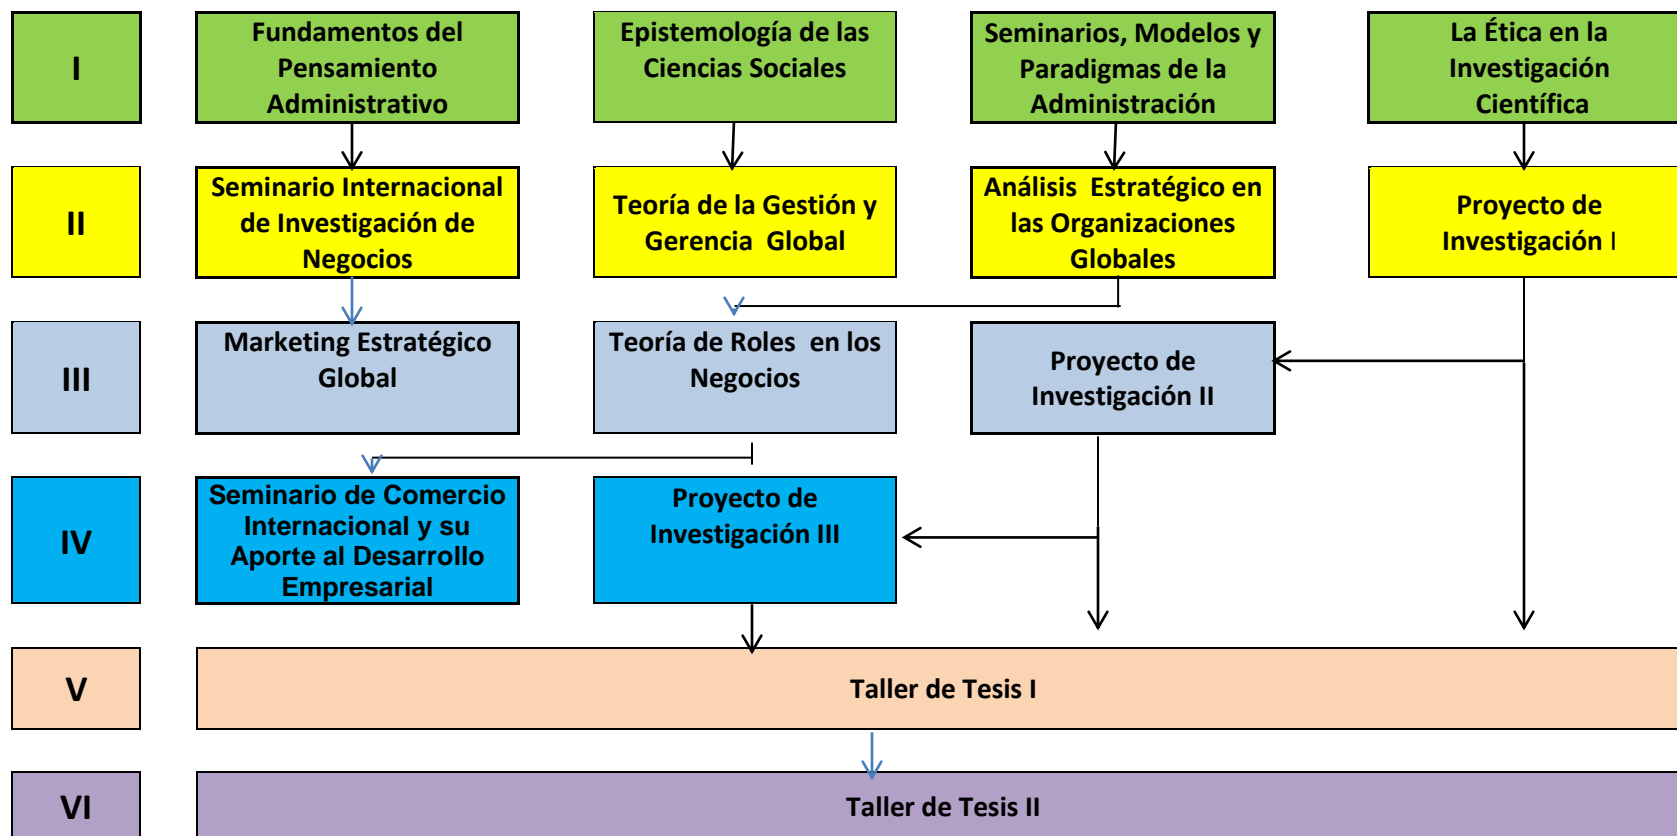 I
Fundamentos del
Pensamiento
Administrativo
Epistemología de las
Ciencias Sociales
Seminarios, Modelos y
Paradigmas de la
Administración
La Ética en la
Investigación
Científica
II
Seminario Internacional
de Investigación de
Negocios
Teoría de la Gestión y
Gerencia Global
Análisis Estratégico en
las Organizaciones
Globales
Proyecto de
Investigación I
III
Marketing Estratégico
Global
Teoría de Roles en los
Negocios
Proyecto de
Investigación II
IV
Seminario de Comercio
Internacional y su
Aporte al Desarrollo
Empresarial
Proyecto de
Investigación III
V
Taller de Tesis I
VI
Taller de Tesis II